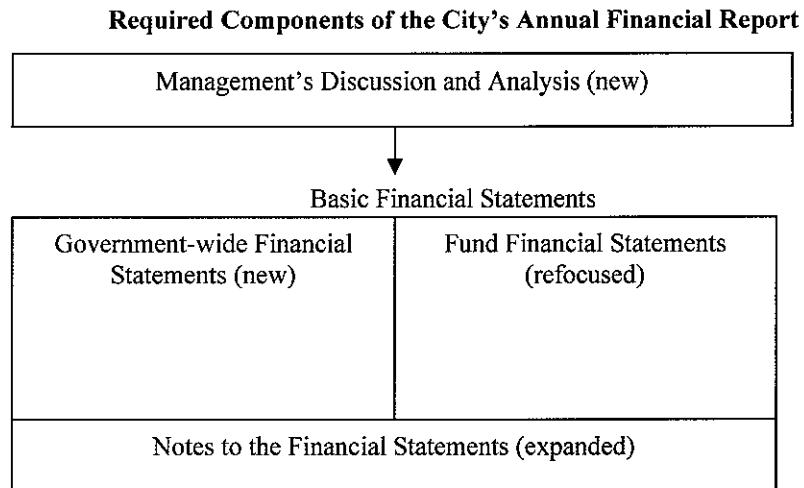 Required Components of the City's Annual Financial Report
Management's Discussion and Analysis (new)
Basic Financial Statements
Government-wide Financial
Statements (new)
Fund Financial Statements
(refocused)
Notes to the Financial Statements (expanded)